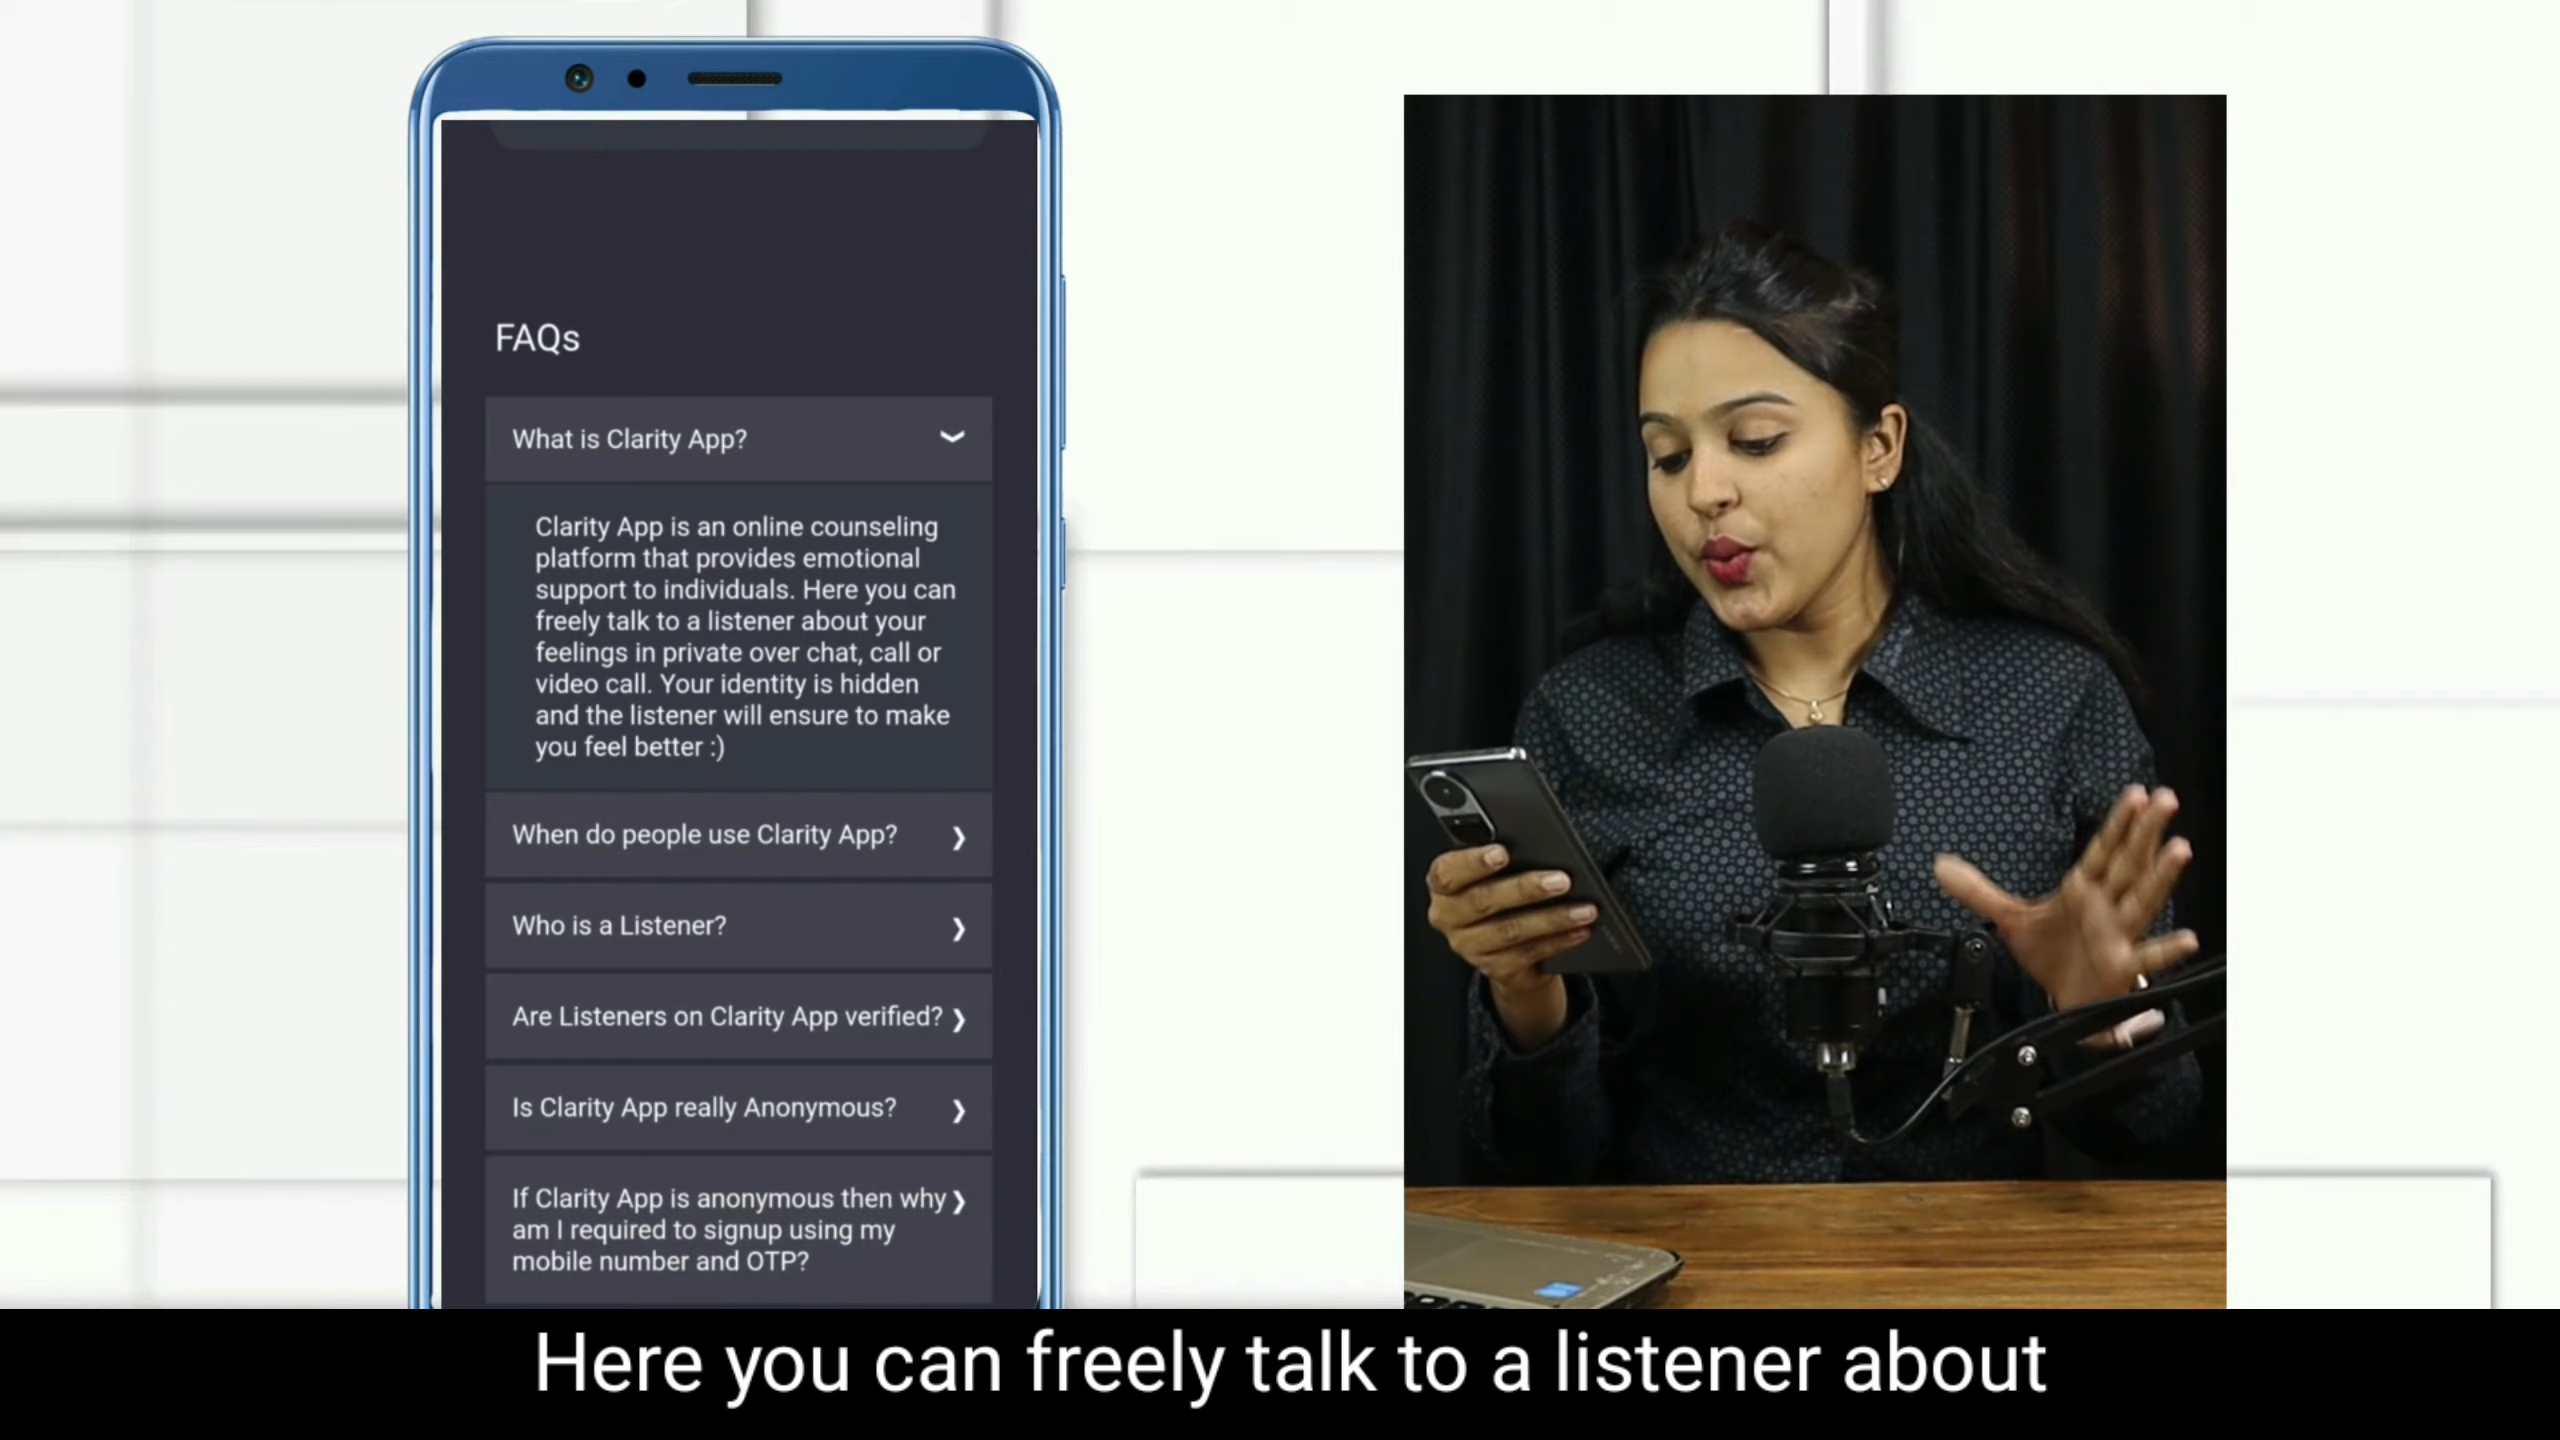 FAQs
What is Clarity App?
Clarity App is an online counseling
platform that provides emotional
support to individuals. Here you can
freely talk to a listener about your
feelings in private over chat, call or
video call. Your identity is hidden
and the listener will ensure to make
you feel better :)
When do people use Clarity App?
Who is a Listener?
Are Listeners on Clarity App verified?
Is Clarity App really Anonymous?
If Clarity App is anonymous then why
am I required to signup using my
mobile number and OTP?
Here you can freely talk to a listener about